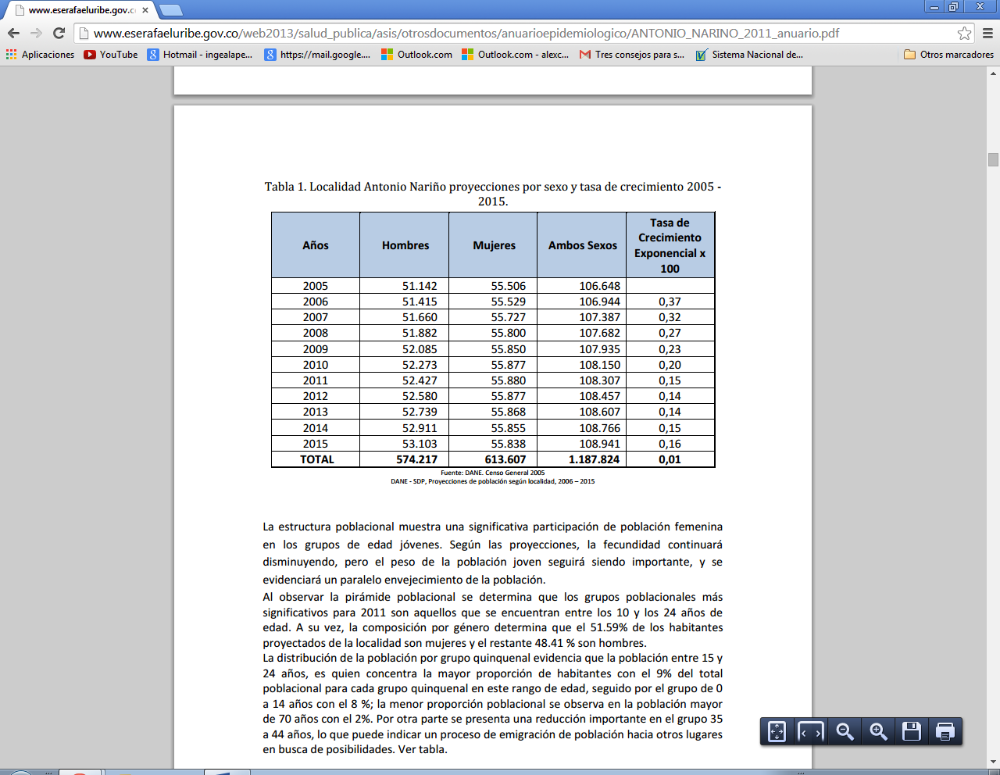 www.eserafaeluribe.gov.c
www.eserafaeluribe.gov.co/web2013/salud_publica/asis/otrosdocumentos/anuarioepidemiologico/ANTONIO_NARINO_2011_anuario.pdf
Aplicaciones YouTube Hotmail - ingealape... https://mail.google.... Outlook.com Outlook.com - alexc... Tres consejos para s... Sistema Nacional de... Otros marcadores
Tabla 1. Localidad Antonio Nariño proyecciones por sexo y tasa de crecimiento 2005 -
2015.
Años Hombres Mujeres Ambos Sexos Tasa de
Crecimiento
Exponencial x
100
2005 51.142 55.506 106.648
2006 51.415 55.529 106.944 0,37
2007 51.660 55.727 107.387 0,32
2008 51.882 55.800 107.682 0,27
2009 52.085 55.850 107.935 0,23
2010 52.273 55.877 108.150 0,20
2011 52.427 55.880 108.307 0,15
2012 52.580 55.877 108.457 0,14
2013 52.739 55.868 108.607 0,14
2014 52.911 55.855 108.766 0,15
2015 53.103 55.838 108.941 0,16
TOTAL 574.217 613.607 1.187.824 0,01
Fuente: DANE. Censo General 2005
DANE - SDP, Proyecciones de población según localidad, 2006 – 2015
La estructura poblacional muestra una significativa participación de población femenina
en los grupos de edad jóvenes. Según las proyecciones, la fecundidad continuará
disminuyendo, pero el peso de la población joven seguirá siendo importante, y se
evidenciará un paralelo envejecimiento de la población.
Al observar la pirámide poblacional se determina que los grupos poblacionales más
significativos para 2011 son aquellos que se encuentran entre los 10 y los 24 años de
edad. A su vez, la composición por género determina que el 51.59% de los habitantes
proyectados de la localidad son mujeres y el restante 48.41 % son hombres.
La distribución de la población por grupo quinquenal evidencia que la población entre 15 y
24 años, es quien concentra la mayor proporción de habitantes con el 9% del total
poblacional para cada grupo quinquenal en este rango de edad, seguido por el grupo de 0
a 14 años con el 8 %; la menor proporción poblacional se observa en la población mayor
de 70 años con el 2%. Por otra parte se presenta una reducción importante en el grupo 35
a 44 años, lo que puede indicar un proceso de emigración de población hacia otros lugares
en busca de posibilidades. Ver tabla.